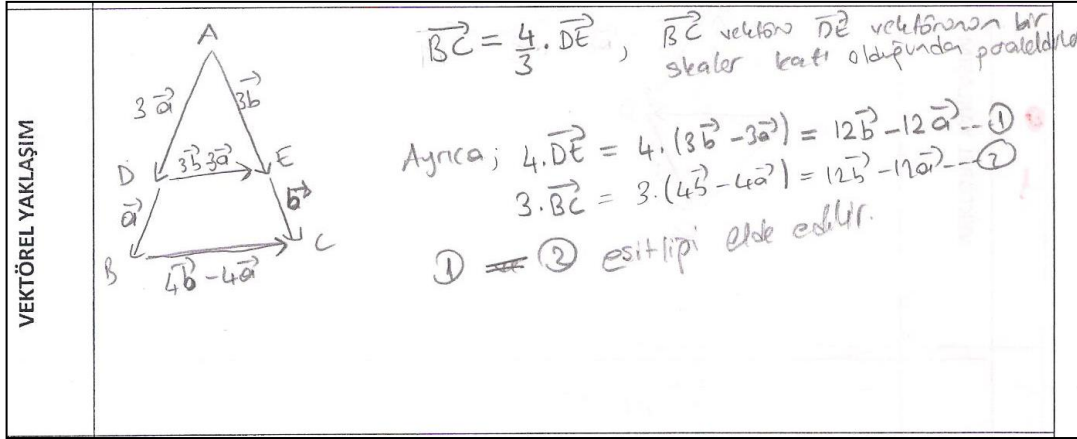 VEKTÖREL YAKLAŞIM
A
3a⃗
3b⃗
D
3b⃗-3a⃗
E
a⃗
b⃗
B
4b⃗-4a⃗
C
BC⃗ = 4/3 . DE⃗ , BC⃗ vektörü DE⃗ vektörünün bir
skaler katı olduğundan paraleldirler
Ayrıca; 4.DE⃗ = 4.(3b⃗-3a⃗) = 12b⃗-12a⃗--①
3.BC⃗ = 3.(4b⃗-4a⃗) = 12b⃗-12a⃗--②
① = ② eşitliği elde edilir.